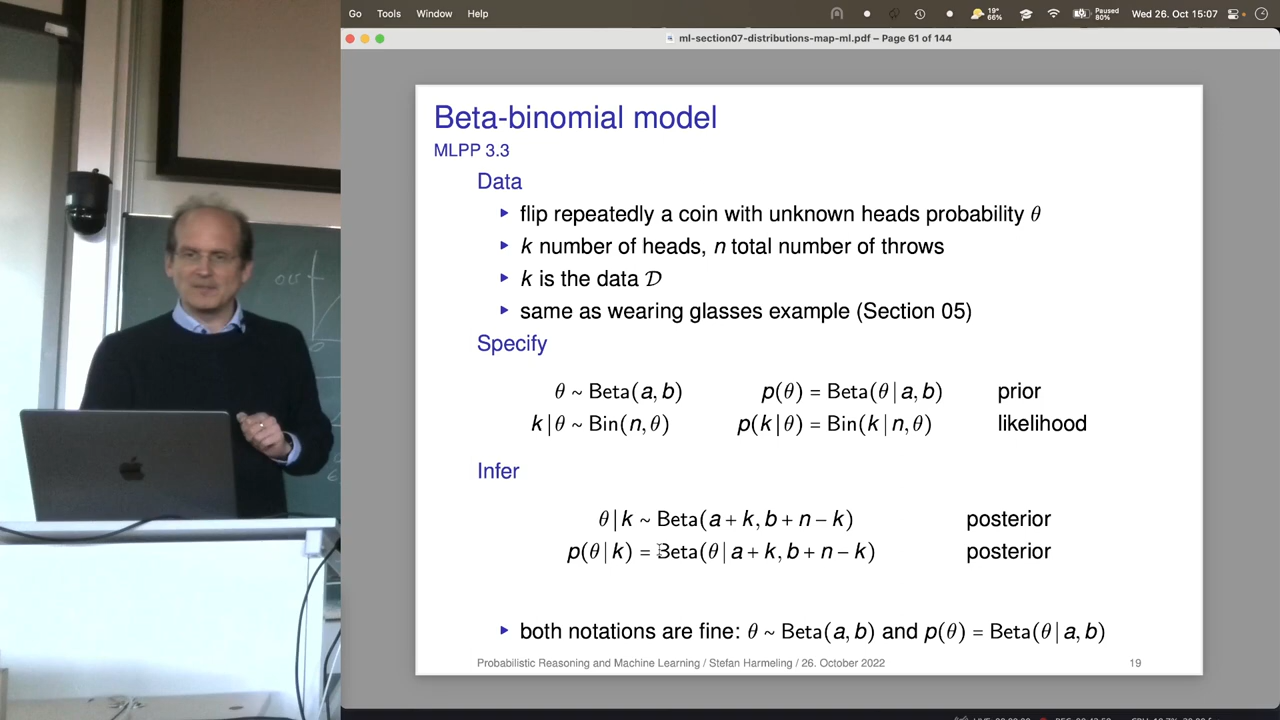 Go Tools Window Help
19° 66% Paused 80% Wed 26. Oct 15:07
ml-section07-distributions-map-ml.pdf – Page 61 of 144
Beta-binomial model
MLPP 3.3
Data
▸ flip repeatedly a coin with unknown heads probability θ
▸ k number of heads, n total number of throws
▸ k is the data 𝒟
▸ same as wearing glasses example (Section 05)
Specify
θ ~ Beta(a, b) p(θ) = Beta(θ | a, b) prior
k | θ ~ Bin(n, θ) p(k | θ) = Bin(k | n, θ) likelihood
Infer
θ | k ~ Beta(a + k, b + n − k) posterior
p(θ | k) = Beta(θ | a + k, b + n − k) posterior
▸ both notations are fine: θ ~ Beta(a, b) and p(θ) = Beta(θ | a, b)
Probabilistic Reasoning and Machine Learning / Stefan Harmeling / 26. October 2022 19